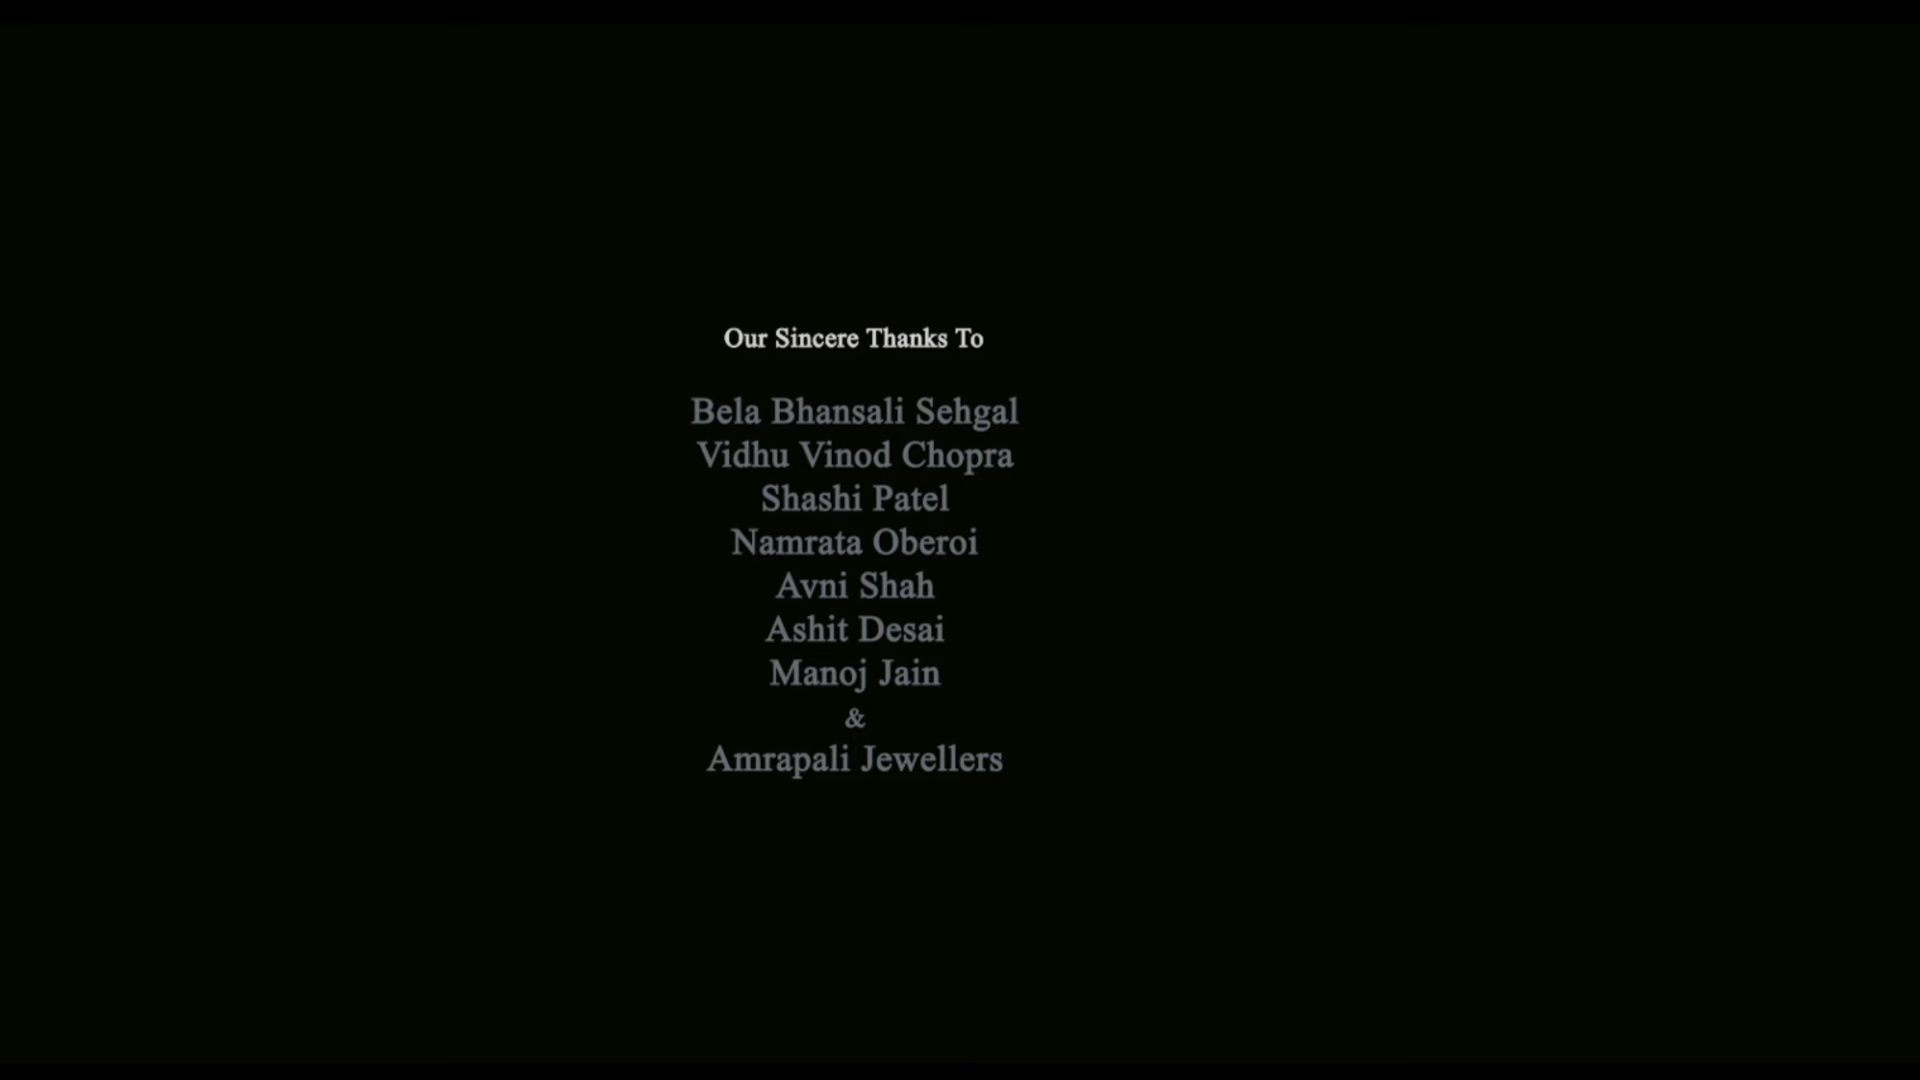 Our Sincere Thanks To
Bela Bhansali Sehgal
Vidhu Vinod Chopra
Shashi Patel
Namrata Oberoi
Avni Shah
Ashit Desai
Manoj Jain
&
Amrapali Jewellers